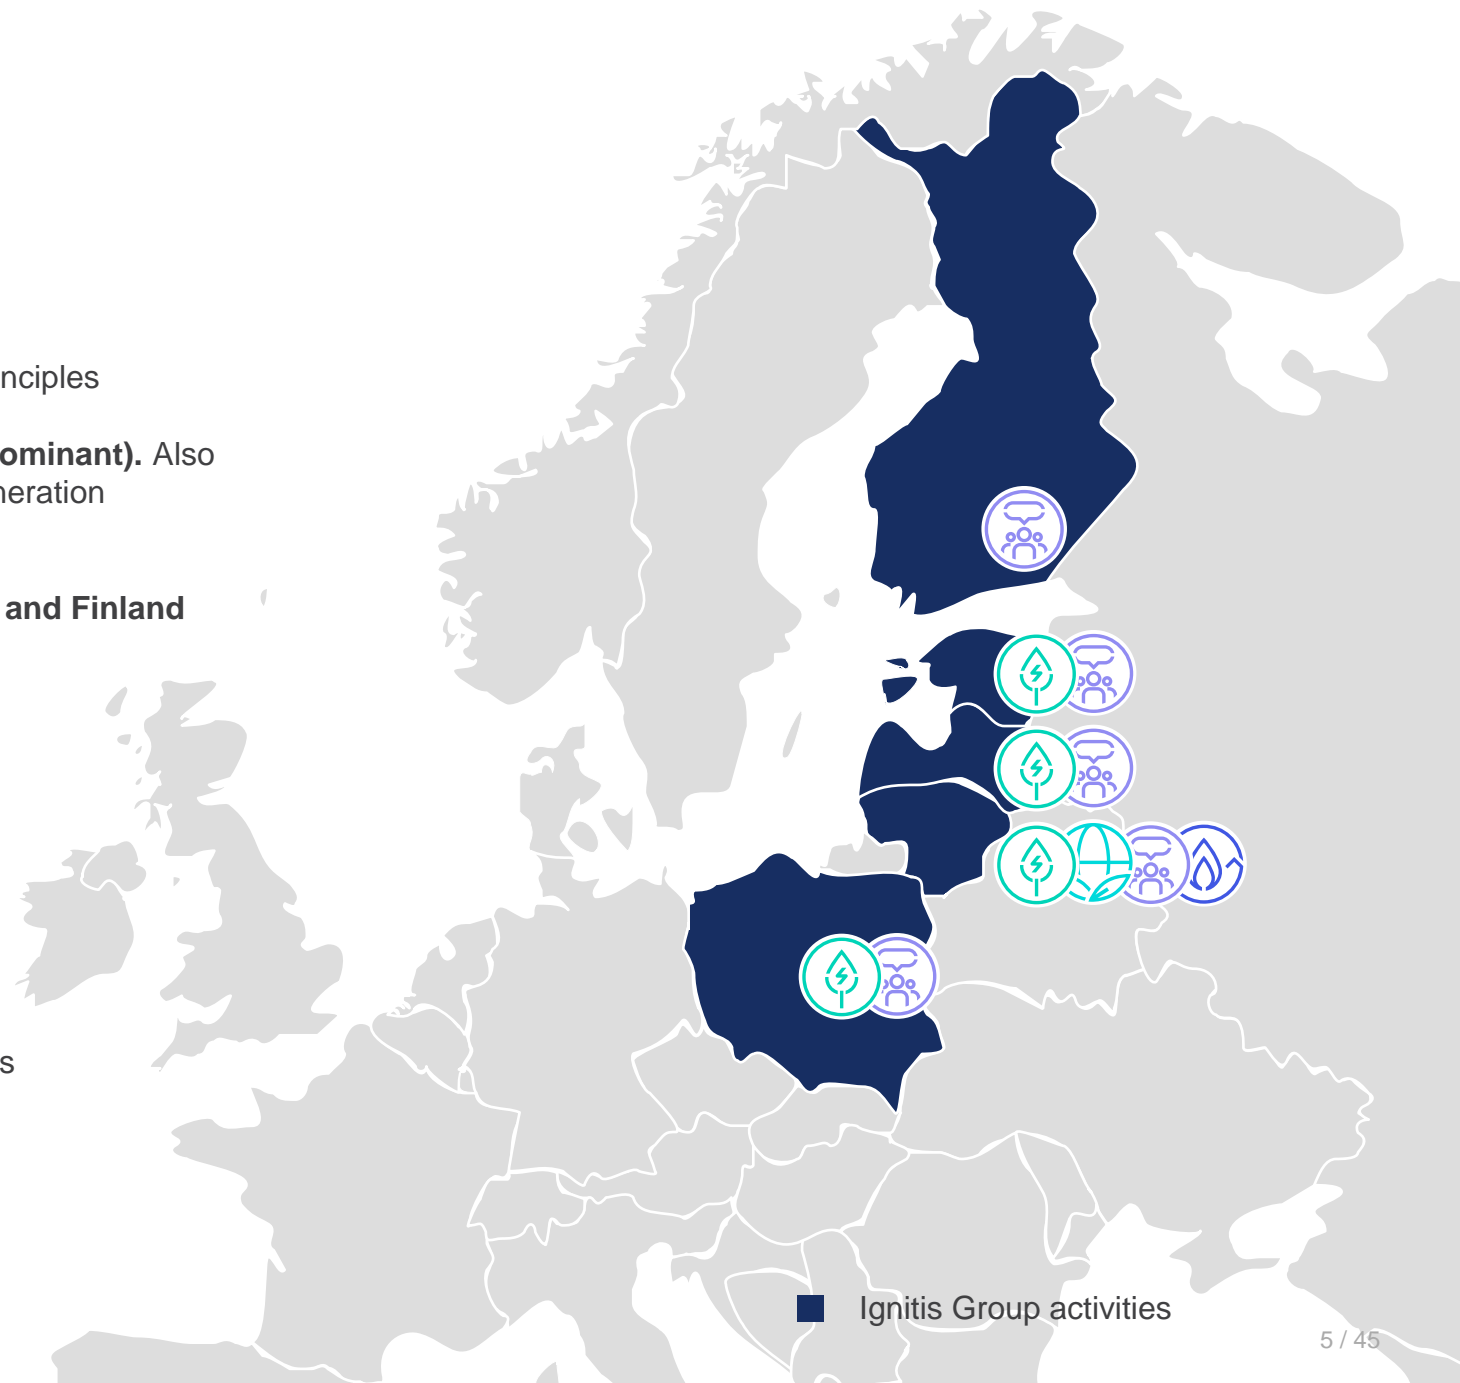 nciples
ominant). Also
neration
and Finland
s
Ignitis Group activities
5 / 45